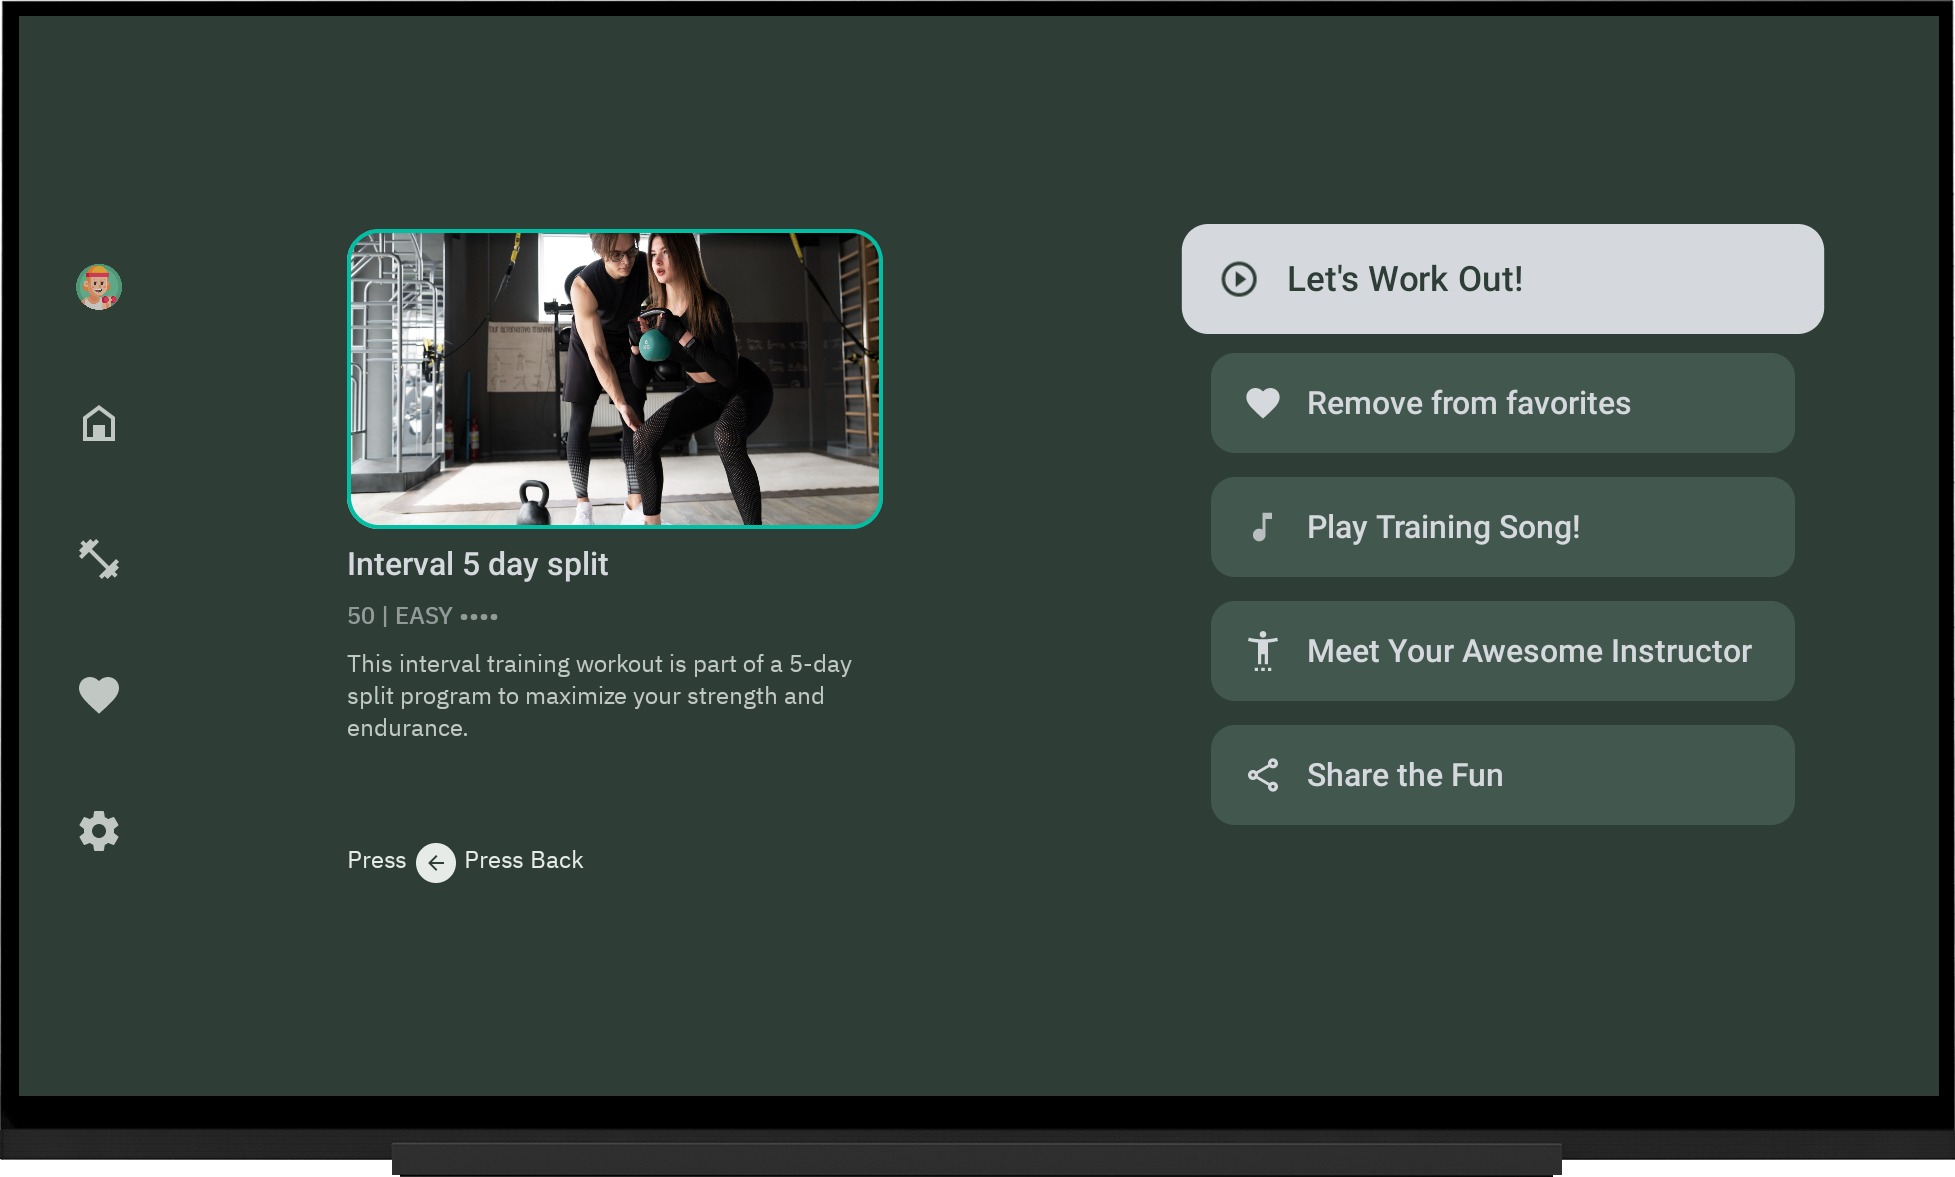 Interval 5 day split
50 | EASY ••••
This interval training workout is part of a 5-day
split program to maximize your strength and
endurance.
Press
Press Back
Let's Work Out!
Remove from favorites
Play Training Song!
Meet Your Awesome Instructor
Share the Fun